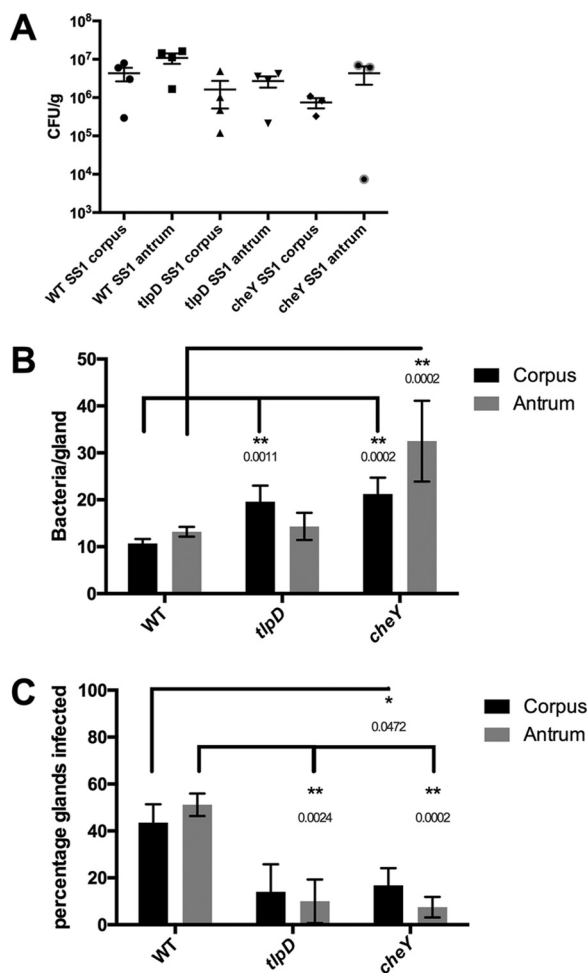 A
CFU/g
10⁸
10⁷
10⁶
10⁵
10⁴
10³
WT SS1 corpus
WT SS1 antrum
tlpD SS1 corpus
tlpD SS1 antrum
cheY SS1 corpus
cheY SS1 antrum
B
Bacteria/gland
50
40
30
20
10
0
**
0.0011
**
0.0002
**
0.0002
Corpus
Antrum
WT
tlpD
cheY
C
percentage glands infected
100
80
60
40
20
0
*
0.0472
**
0.0024
**
0.0002
Corpus
Antrum
WT
tlpD
cheY